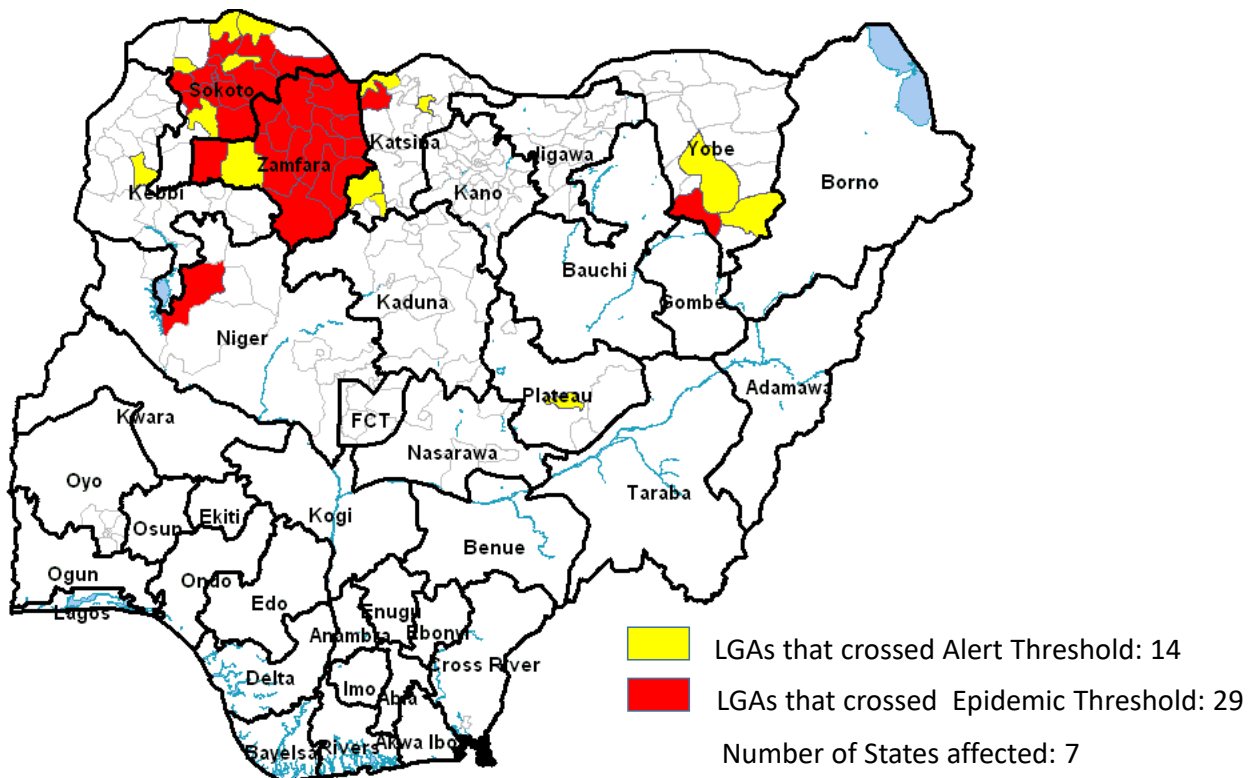 Sokoto
Katsina
Zamfara
Jigawa
Yobe
Kebbi
Kano
Borno
Bauchi
Kaduna
Gombe
Niger
Plateau
Adamawa
Kwara
FCT
Nasarawa
Oyo
Taraba
Osun
Ekiti
Kogi
Benue
Ogun
Ondo
Edo
Lagos
Enugu
Anambra
Ebonyi
Cross River
Delta
Imo
Abia
Bayelsa
Rivers
Akwa Ibo
LGAs that crossed Alert Threshold: 14
LGAs that crossed Epidemic Threshold: 29
Number of States affected: 7